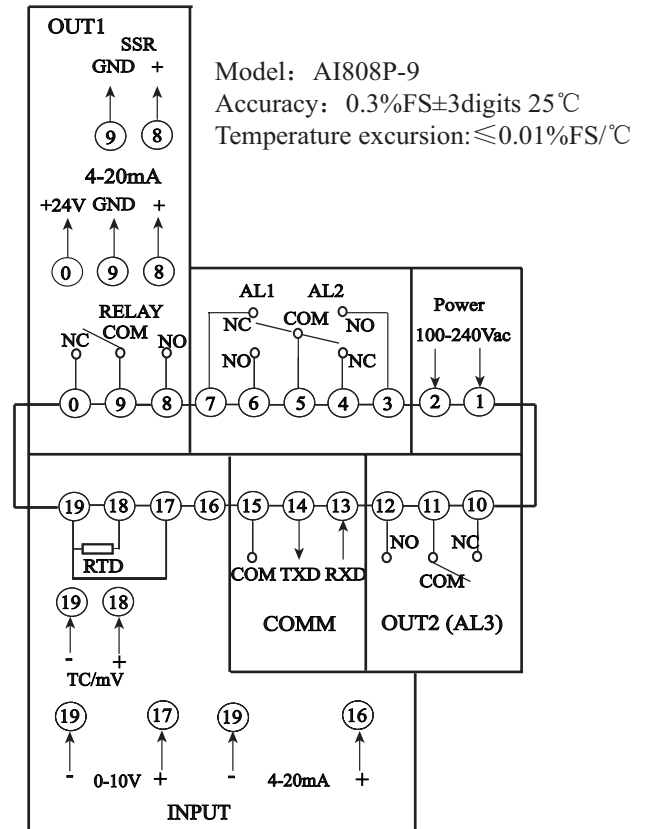 OUT1
SSR
GND +
9 8
4-20mA
+24V GND +
0 9 8
RELAY
NC COM NO
Model：AI808P-9
Accuracy：0.3%FS±3digits 25℃
Temperature excursion:≤0.01%FS/℃
AL1 AL2
NC COM NO
NO NC
Power
100-240Vac
0 9 8 7 6 5 4 3 2 1
19 18 17 16 15 14 13 12 11 10
RTD
COM TXD RXD
COMM
NO NC
COM
OUT2 (AL3)
19 18
- +
TC/mV
19 17 19 16
- 0-10V + - 4-20mA +
INPUT